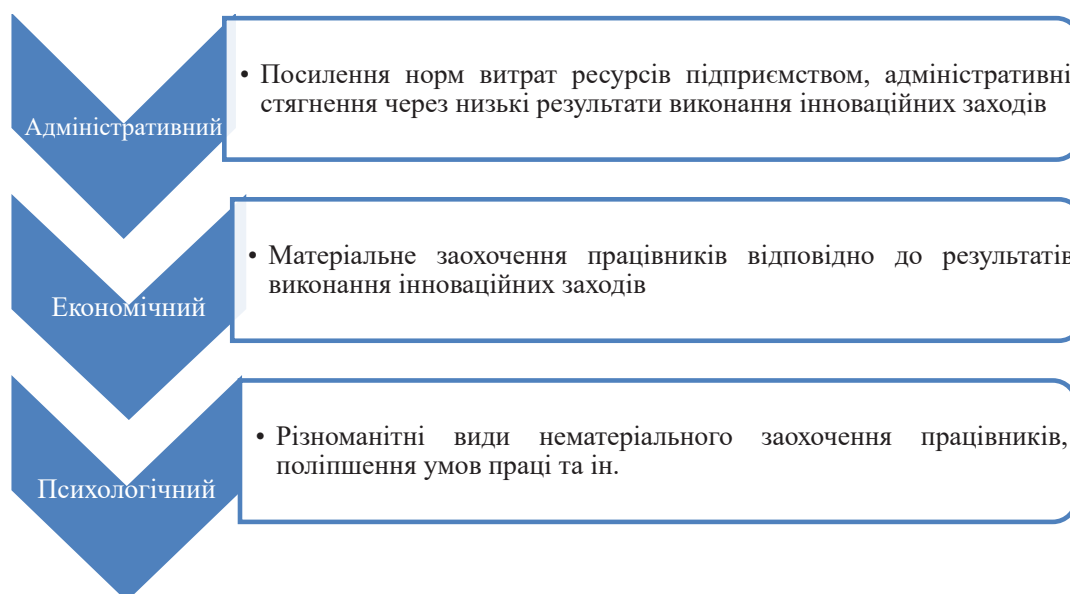 Адміністративний
• Посилення норм витрат ресурсів підприємством, адміністративні
стягнення через низькі результати виконання інноваційних заходів
Економічний
• Матеріальне заохочення працівників відповідно до результатів
виконання інноваційних заходів
Психологічний
• Різноманітні види нематеріального заохочення працівників,
поліпшення умов праці та ін.